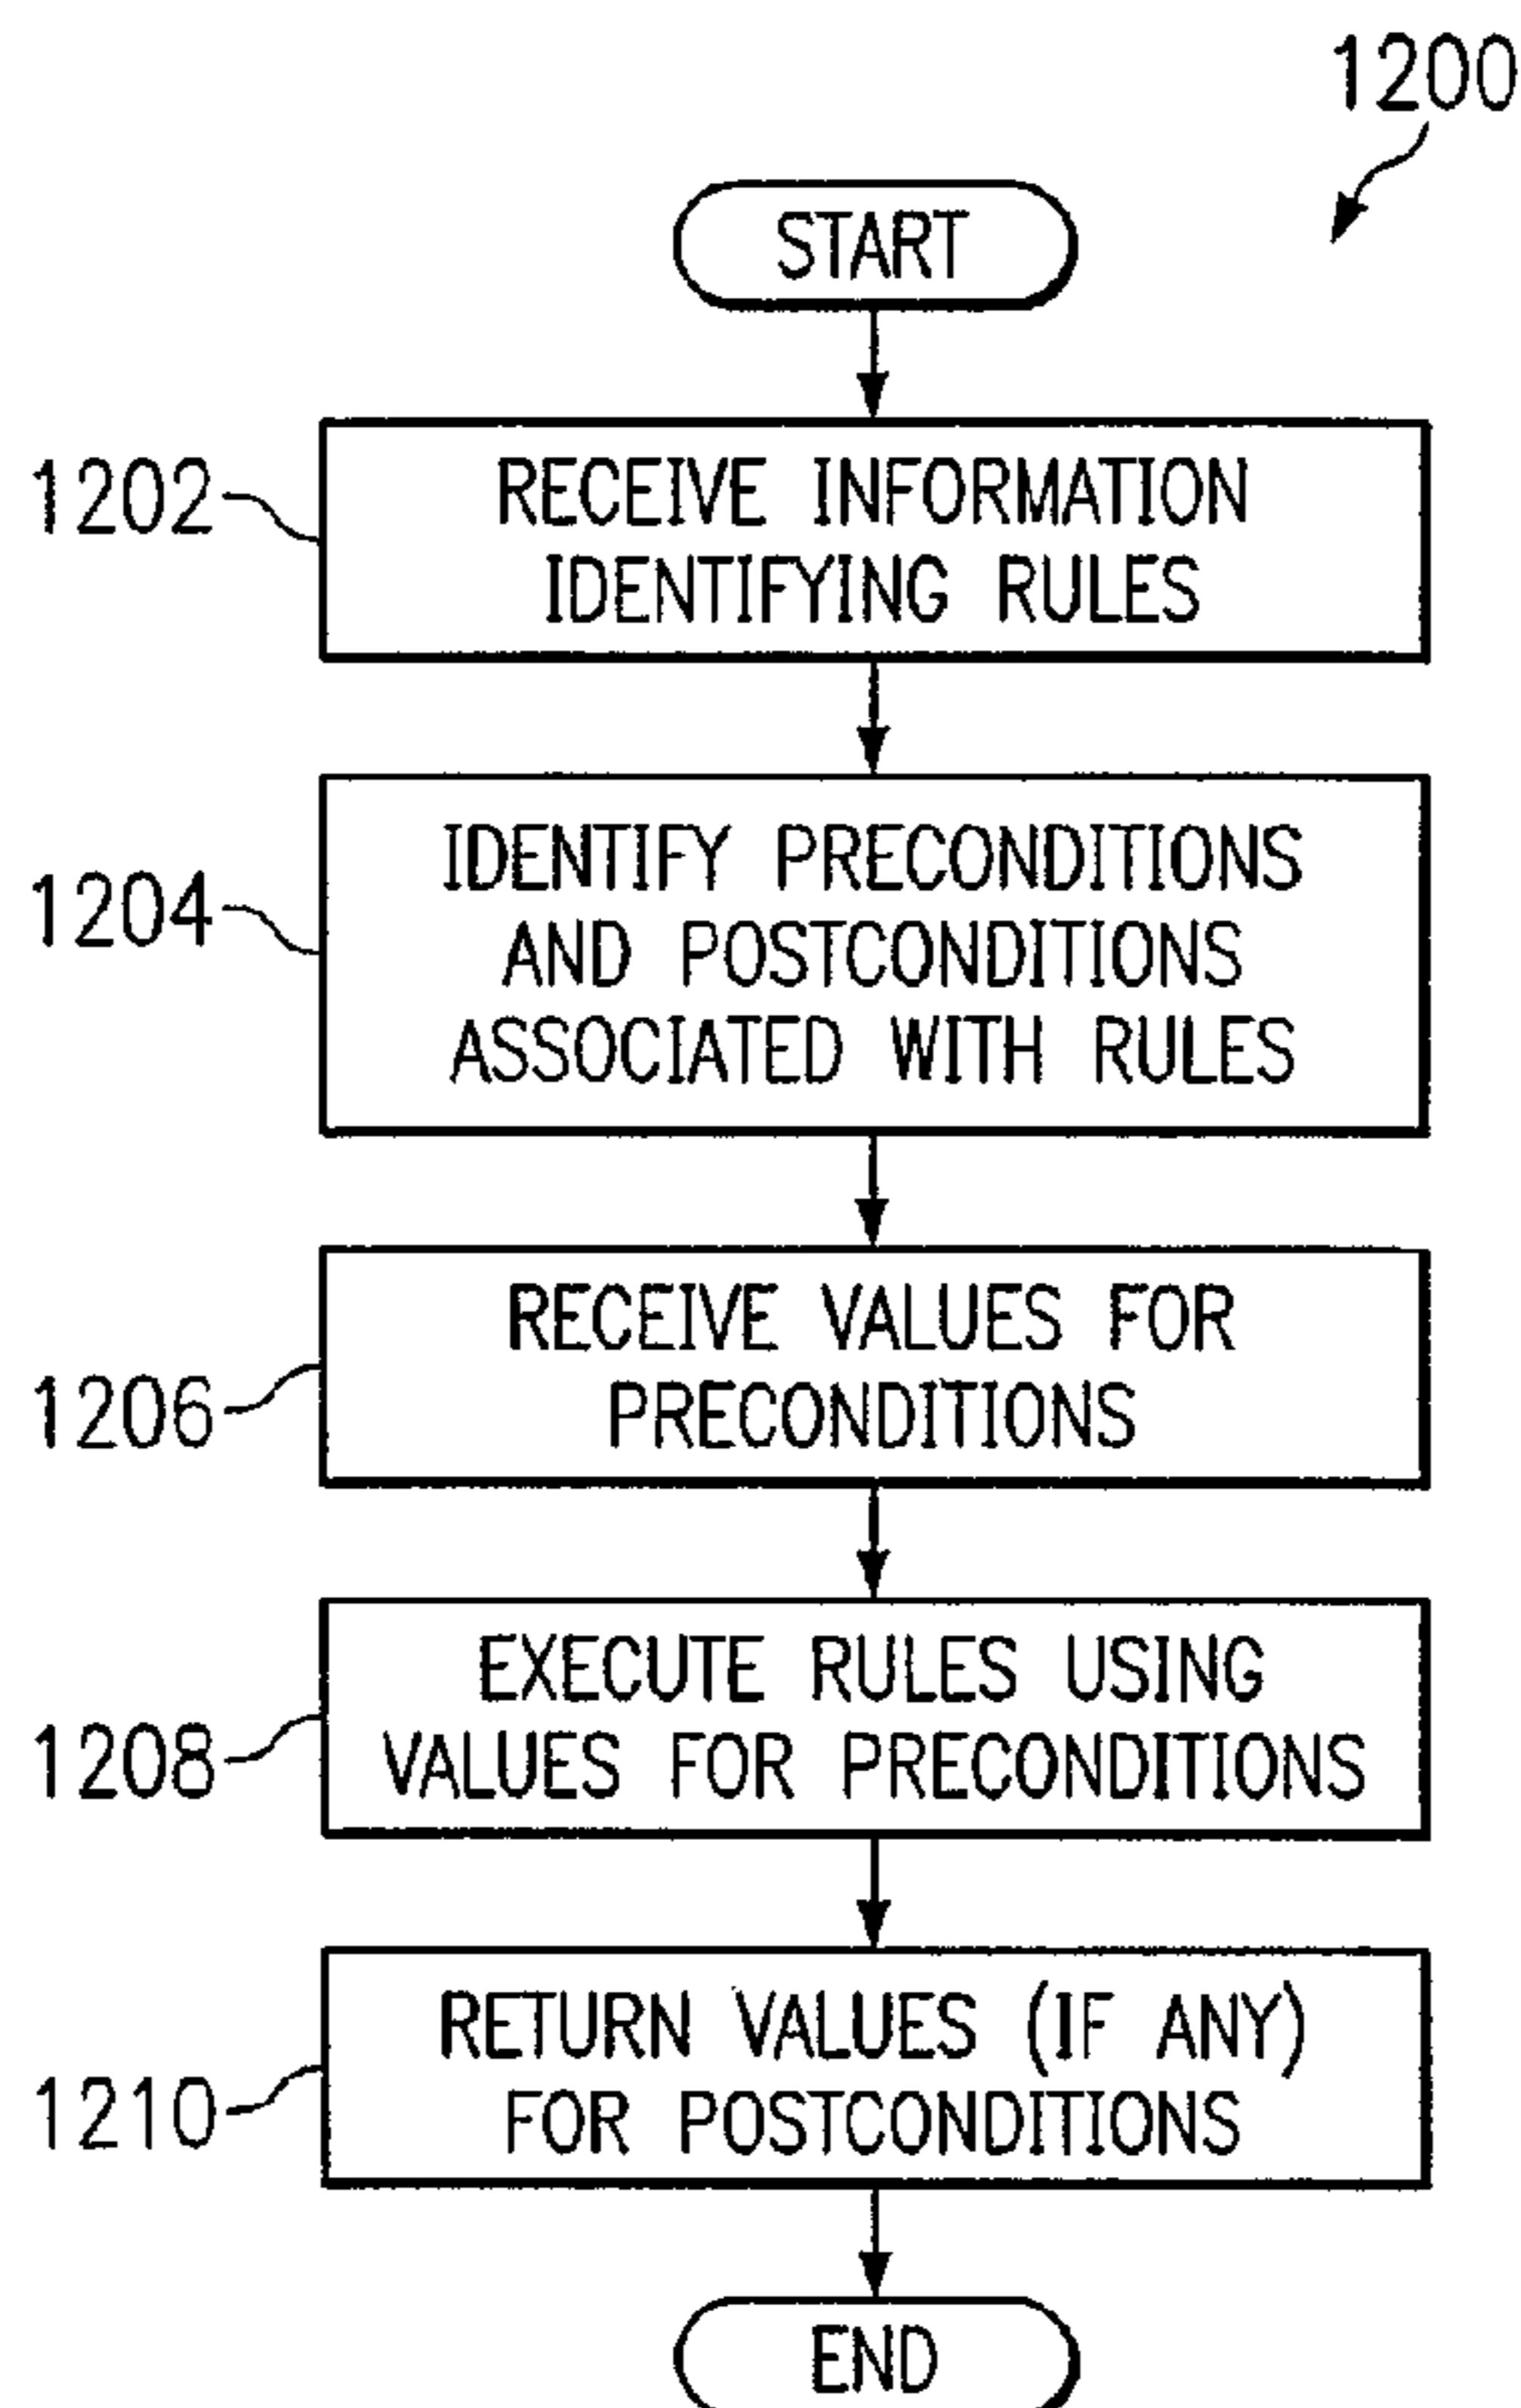 1200
START
1202
RECEIVE INFORMATION
IDENTIFYING RULES
1204
IDENTIFY PRECONDITIONS
AND POSTCONDITIONS
ASSOCIATED WITH RULES
1206
RECEIVE VALUES FOR
PRECONDITIONS
1208
EXECUTE RULES USING
VALUES FOR PRECONDITIONS
1210
RETURN VALUES (IF ANY)
FOR POSTCONDITIONS
END